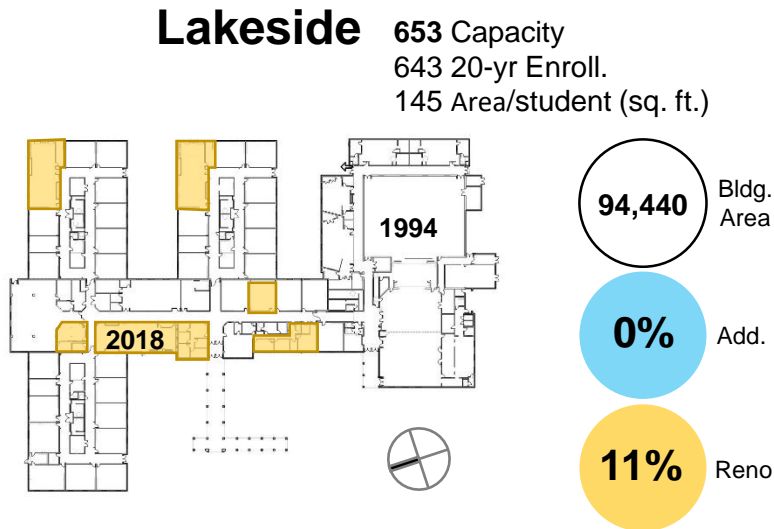 Lakeside
653 Capacity
643 20-yr Enroll.
145 Area/student (sq. ft.)
1994
2018
94,440
Bldg.
Area
0%
Add.
11%
Reno